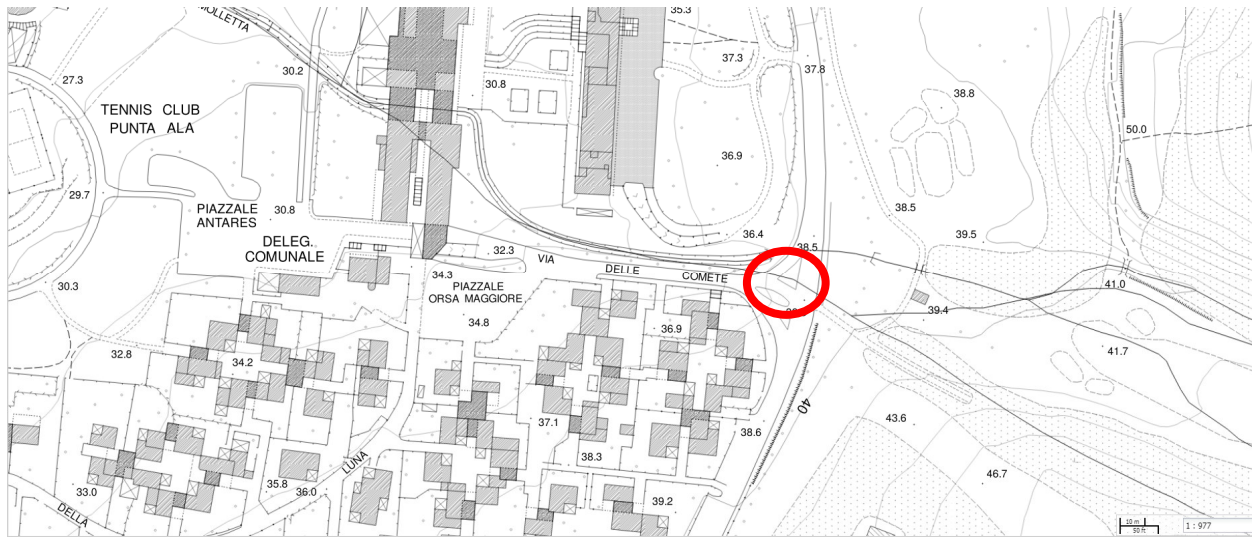 MOLLETTA
35.3
37.3
37.8
27.3
30.2
30.8
38.8
TENNIS CLUB
PUNTA ALA
50.0
36.9
29.7
PIAZZALE
ANTARES
30.8
38.5
DELEG.
COMUNALE
36.4
38.5
39.5
32.3
VIA
DELLE
COMETE
34.3
PIAZZALE
ORSA MAGGIORE
30.3
41.0
39.4
34.8
36.9
32.8
34.2
41.7
40
37.1
43.6
38.6
38.3
LUNA
46.7
33.0
35.8
36.0
39.2
DELLA
10 m
50 ft
1 : 977